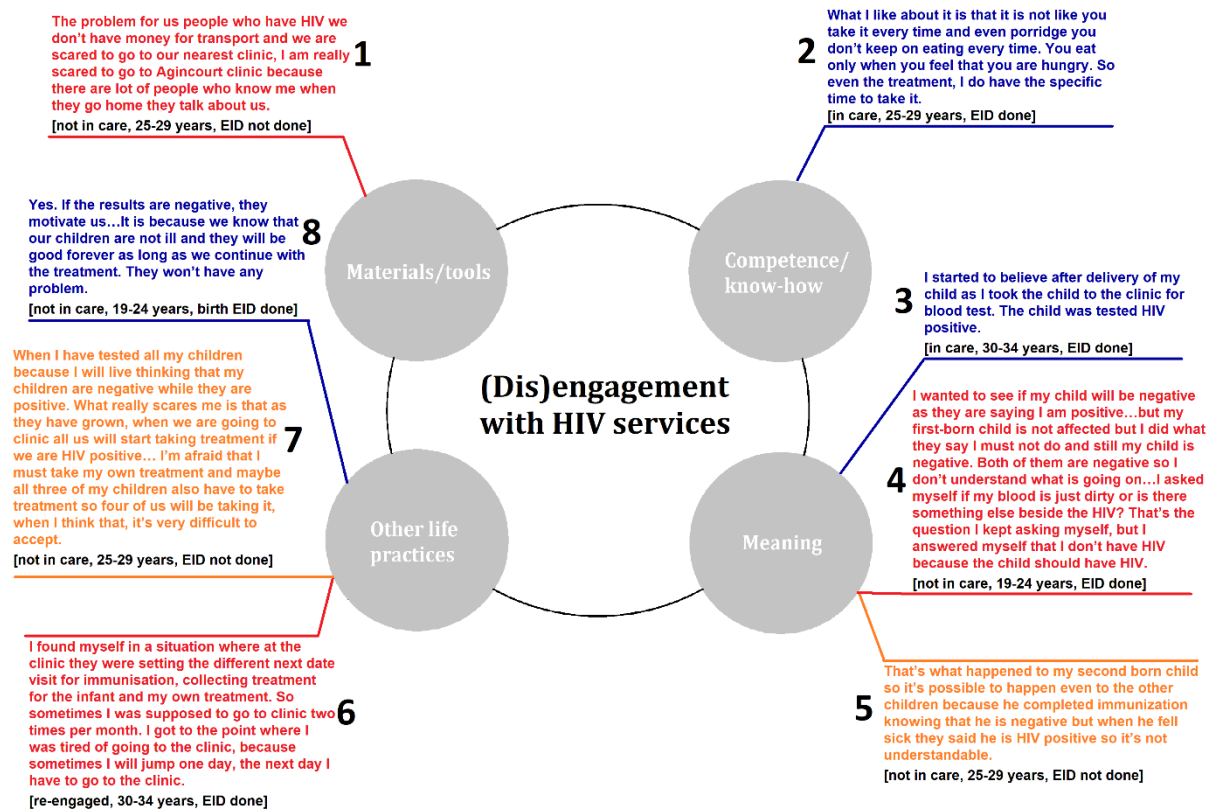 The problem for us people who have HIV we
don't have money for transport and we are
scared to go to our nearest clinic, I am really
scared to go to Agincourt clinic because
there are lot of people who know me when
they go home they talk about us.
[not in care, 25-29 years, EID not done]
1
What I like about it is that it is not like you
take it every time and even porridge you
don't keep on eating every time. You eat
only when you feel that you are hungry. So
even the treatment, I do have the specific
time to take it.
[in care, 25-29 years, EID done]
2
Yes. If the results are negative, they
motivate us…It is because we know that
our children are not ill and they will be
good forever as long as we continue with
the treatment. They won't have any
problem.
[not in care, 19-24 years, birth EID done]
8
Materials/tools
Competence/
know-how
I started to believe after delivery of my
child as I took the child to the clinic for
blood test. The child was tested HIV
positive.
[in care, 30-34 years, EID done]
3
When I have tested all my children
because I will live thinking that my
children are negative while they are
positive. What really scares me is that as
they have grown, when we are going to
clinic all us will start taking treatment if
we are HIV positive… I'm afraid that I
must take my own treatment and maybe
all three of my children also have to take
treatment so four of us will be taking it,
when I think that, it's very difficult to
accept.
[not in care, 25-29 years, EID not done]
7
(Dis)engagement
with HIV services
I wanted to see if my child will be negative
as they are saying I am positive…but my
first-born child is not affected but I did what
they say I must not do and still my child is
negative. Both of them are negative so I
don't understand what is going on…I asked
myself if my blood is just dirty or is there
something else beside the HIV? That's the
question I kept asking myself, but I
answered myself that I don't have HIV
because the child should have HIV.
[not in care, 19-24 years, EID done]
4
Other life
practices
Meaning
I found myself in a situation where at the
clinic they were setting the different next date
visit for immunisation, collecting treatment
for the infant and my own treatment. So
sometimes I was supposed to go to clinic two
times per month. I got to the point where I
was tired of going to the clinic, because
sometimes I will jump one day, the next day I
have to go to the clinic.
[re-engaged, 30-34 years, EID done]
6
That's what happened to my second born child
so it's possible to happen even to the other
children because he completed immunization
knowing that he is negative but when he fell
sick they said he is HIV positive so it's not
understandable.
[not in care, 25-29 years, EID not done]
5